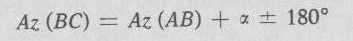 Az (BC) = Az (AB) + α ± 180°